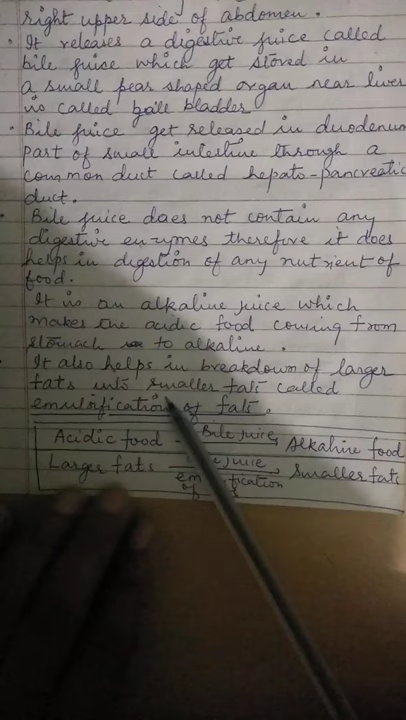 right upper side of abdomen.
• It releases a digestive juice called
bile juice which get stored in
a small pear shaped organ near liver
is called gall bladder
• Bile juice get released in duodenum
part of small intestine through a
common duct called hepato-pancreatic
duct.
• Bile juice does not contain any
digestive enzymes therefore it does
helps in digestion of any nutrient of
food.
It is an alkaline juice which
makes the acidic food coming from
stomach to alkaline.
• It also helps in breakdown of larger
fats into smaller fats called
emulsification of fats.
Acidic food Bile juice Alkaline food
Larger fats juice Smaller fats
of